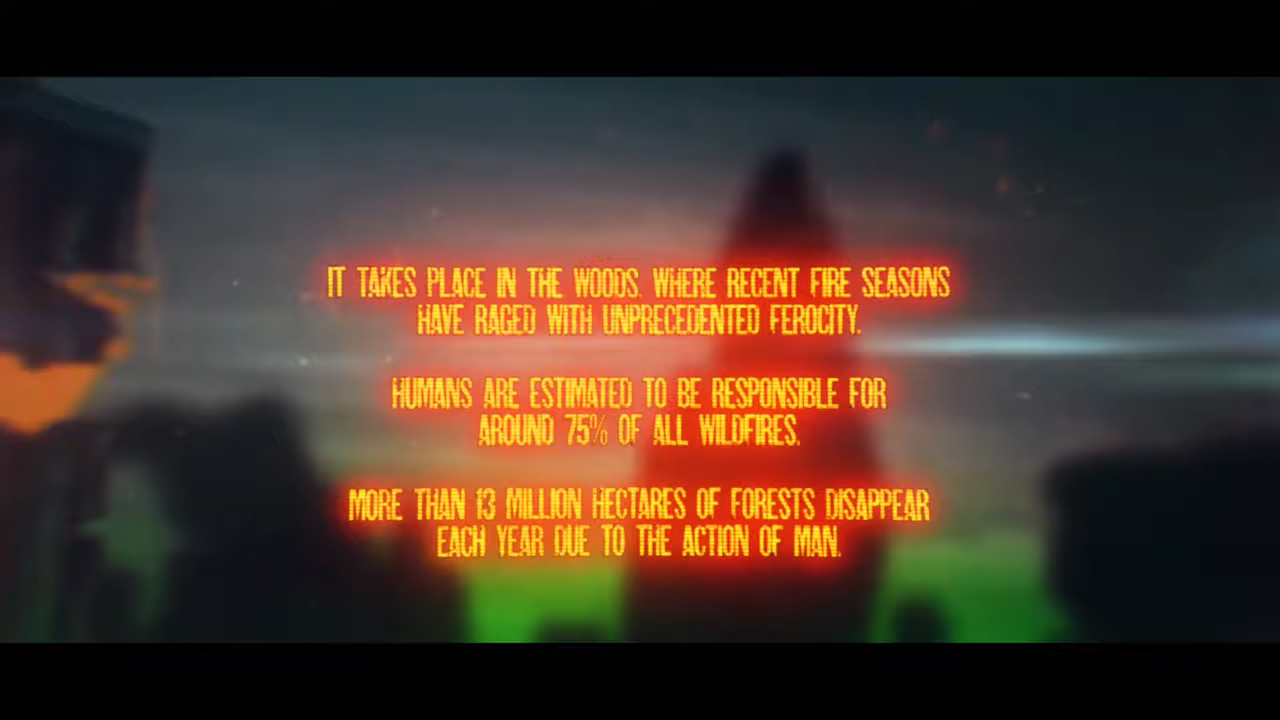 IT TAKES PLACE IN THE WOODS, WHERE RECENT FIRE SEASONS
HAVE RAGED WITH UNPRECEDENTED FEROCITY.
HUMANS ARE ESTIMATED TO BE RESPONSIBLE FOR
AROUND 75% OF ALL WILDFIRES.
MORE THAN 13 MILLION HECTARES OF FORESTS DISAPPEAR
EACH YEAR DUE TO THE ACTION OF MAN.